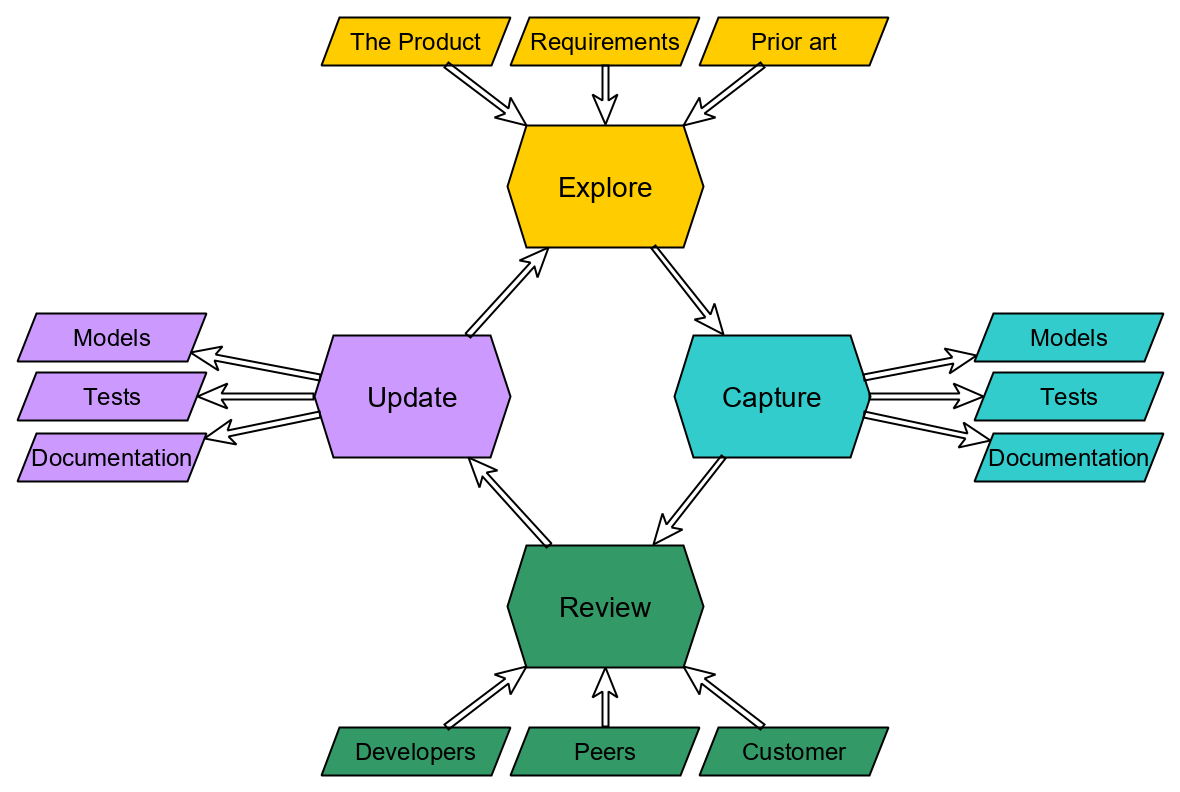 The Product
Requirements
Prior art
Explore
Models
Tests
Documentation
Update
Capture
Models
Tests
Documentation
Review
Developers
Peers
Customer